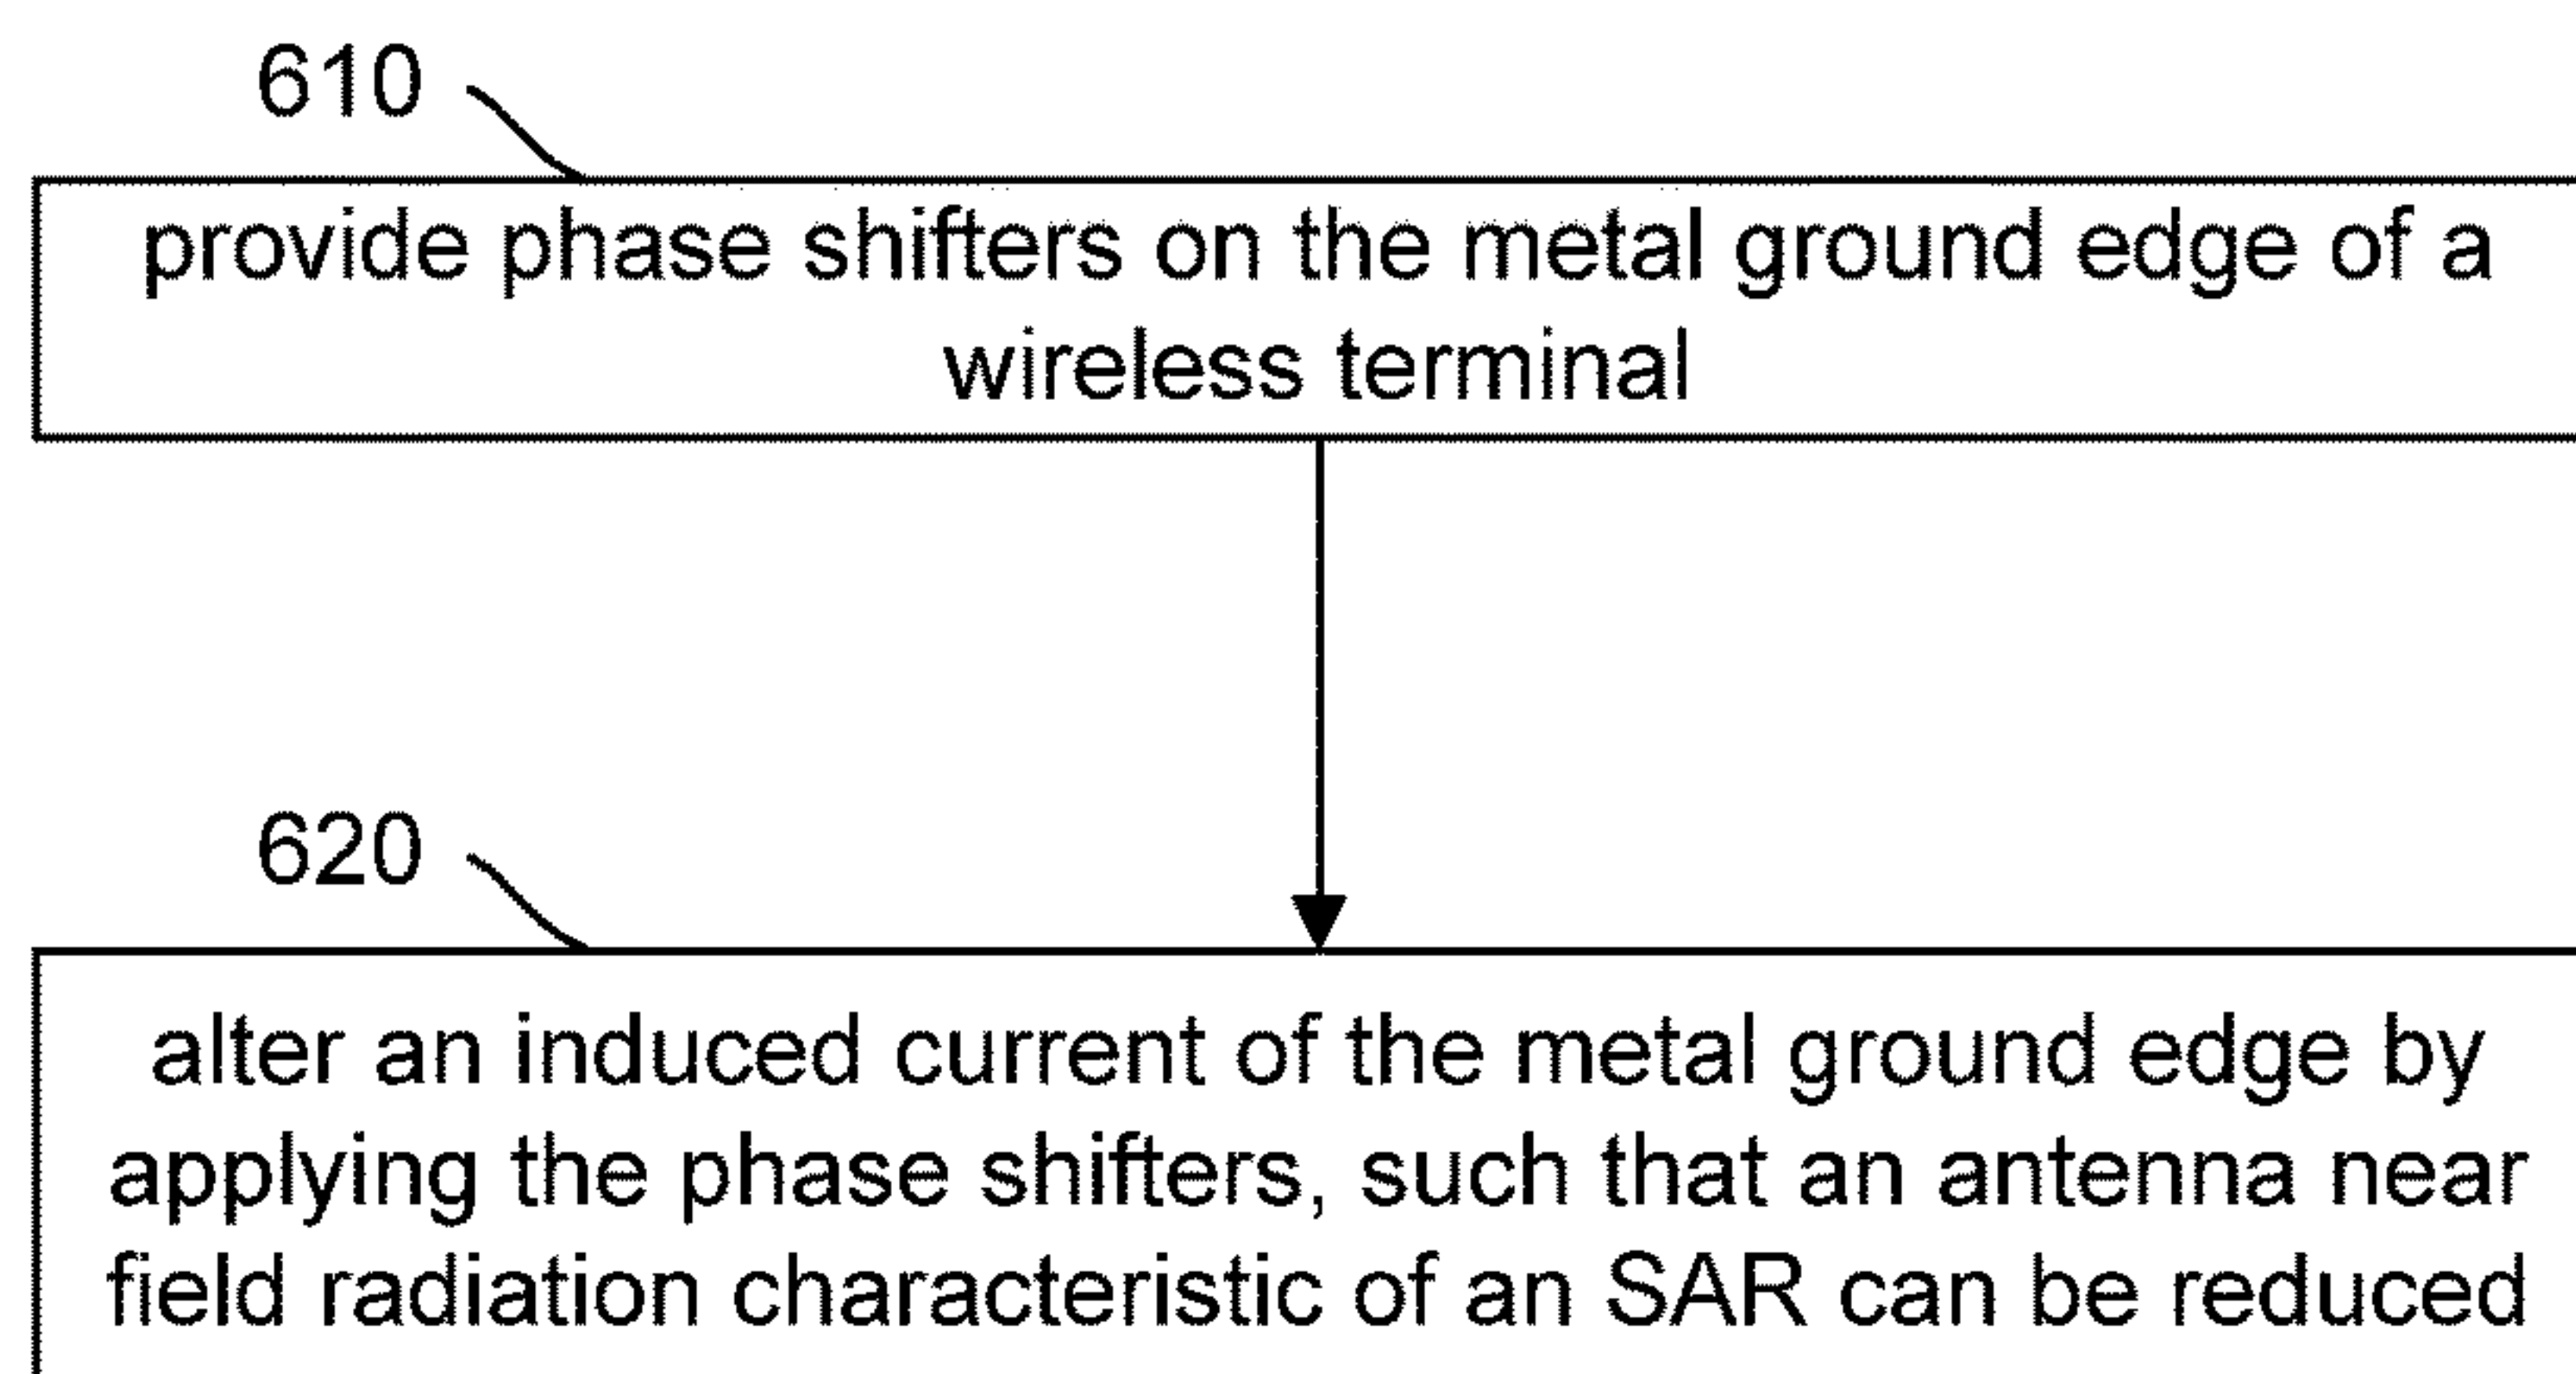 610
provide phase shifters on the metal ground edge of a
wireless terminal
620
alter an induced current of the metal ground edge by
applying the phase shifters, such that an antenna near
field radiation characteristic of an SAR can be reduced